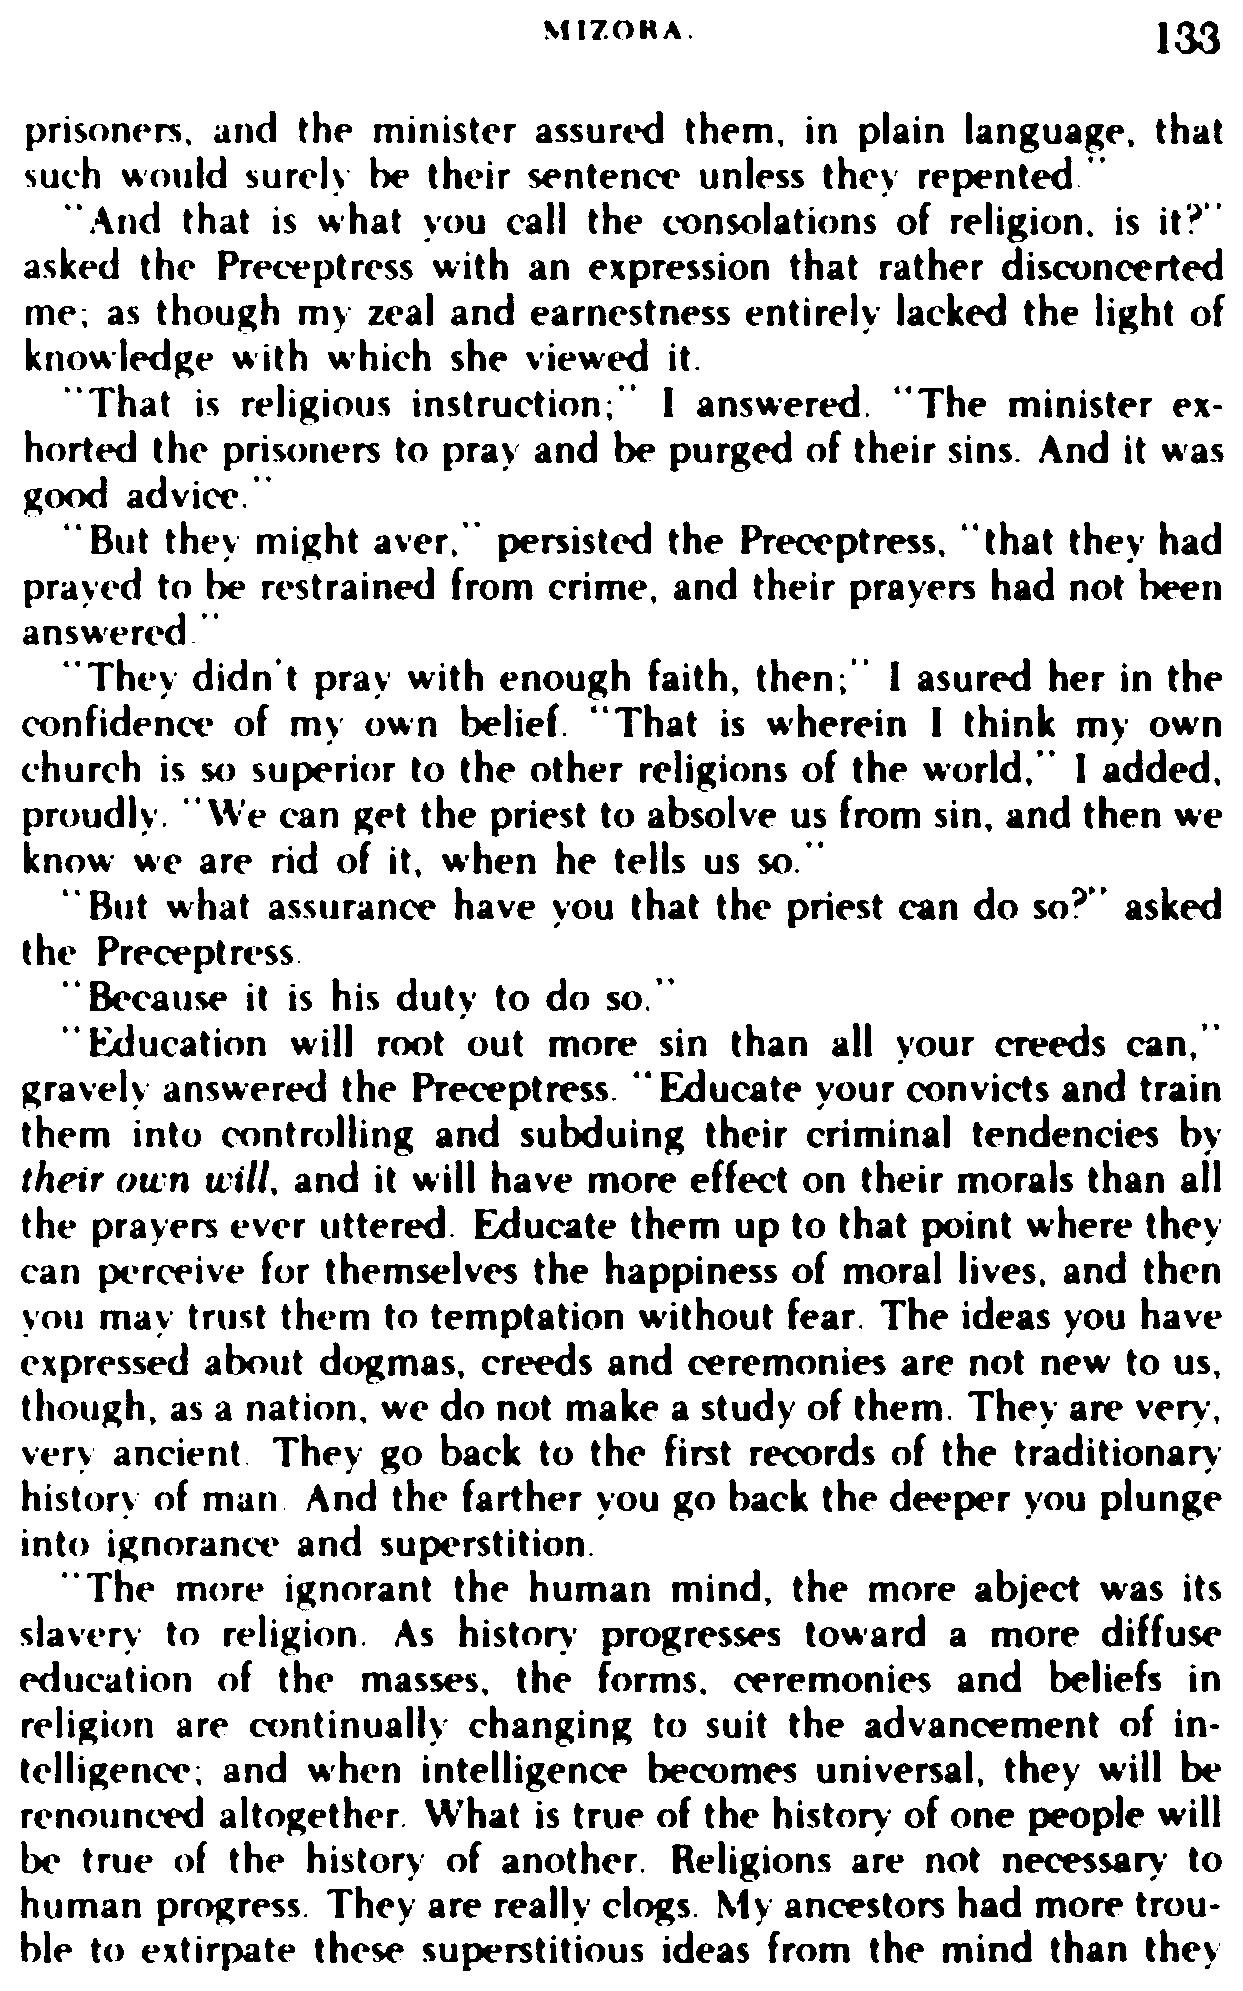 MIZORA.
133
prisoners, and the minister assured them, in plain language, that
such would surely be their sentence unless they repented."
"And that is what you call the consolations of religion, is it?"
asked the Preceptress with an expression that rather disconcerted
me; as though my zeal and earnestness entirely lacked the light of
knowledge with which she viewed it.
"That is religious instruction;" I answered. "The minister ex-
horted the prisoners to pray and be purged of their sins. And it was
good advice."
"But they might aver," persisted the Preceptress, "that they had
prayed to be restrained from crime, and their prayers had not been
answered."
"They didn't pray with enough faith, then;" I asured her in the
confidence of my own belief. "That is wherein I think my own
church is so superior to the other religions of the world," I added,
proudly. "We can get the priest to absolve us from sin, and then we
know we are rid of it, when he tells us so."
"But what assurance have you that the priest can do so?" asked
the Preceptress.
"Because it is his duty to do so."
"Education will root out more sin than all your creeds can,"
gravely answered the Preceptress. "Educate your convicts and train
them into controlling and subduing their criminal tendencies by
their own will, and it will have more effect on their morals than all
the prayers ever uttered. Educate them up to that point where they
can perceive for themselves the happiness of moral lives, and then
you may trust them to temptation without fear. The ideas you have
expressed about dogmas, creeds and ceremonies are not new to us,
though, as a nation, we do not make a study of them. They are very,
very ancient. They go back to the first records of the traditionary
history of man. And the farther you go back the deeper you plunge
into ignorance and superstition.
"The more ignorant the human mind, the more abject was its
slavery to religion. As history progresses toward a more diffuse
education of the masses, the forms, ceremonies and beliefs in
religion are continually changing to suit the advancement of in-
telligence; and when intelligence becomes universal, they will be
renounced altogether. What is true of the history of one people will
be true of the history of another. Religions are not necessary to
human progress. They are really clogs. My ancestors had more trou-
ble to extirpate these superstitious ideas from the mind than they